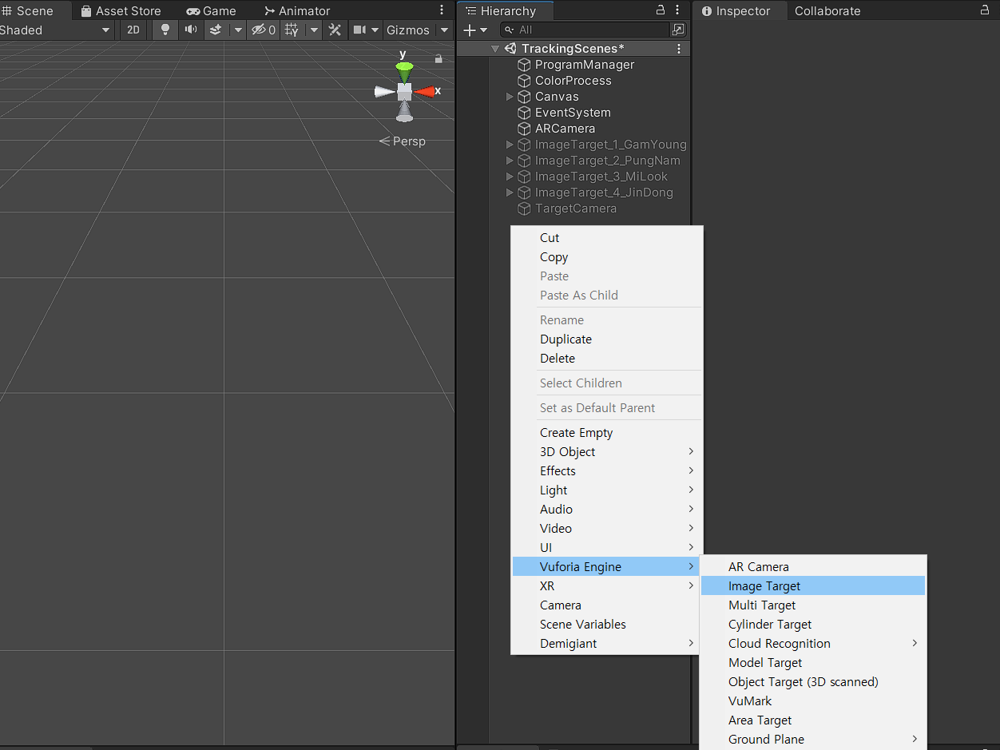 Scene
Asset Store
Game
Animator
Shaded
2D
0
Gizmos
y
x
Persp
Hierarchy
All
TrackingScenes*
ProgramManager
ColorProcess
Canvas
EventSystem
ARCamera
ImageTarget_1_GamYoung
ImageTarget_2_PungNam
ImageTarget_3_MiLook
ImageTarget_4_JinDong
TargetCamera
Inspector
Collaborate
Cut
Copy
Paste
Paste As Child
Rename
Duplicate
Delete
Select Children
Set as Default Parent
Create Empty
3D Object
Effects
Light
Audio
Video
UI
Vuforia Engine
XR
Camera
Scene Variables
Demigiant
AR Camera
Image Target
Multi Target
Cylinder Target
Cloud Recognition
Model Target
Object Target (3D scanned)
VuMark
Area Target
Ground Plane